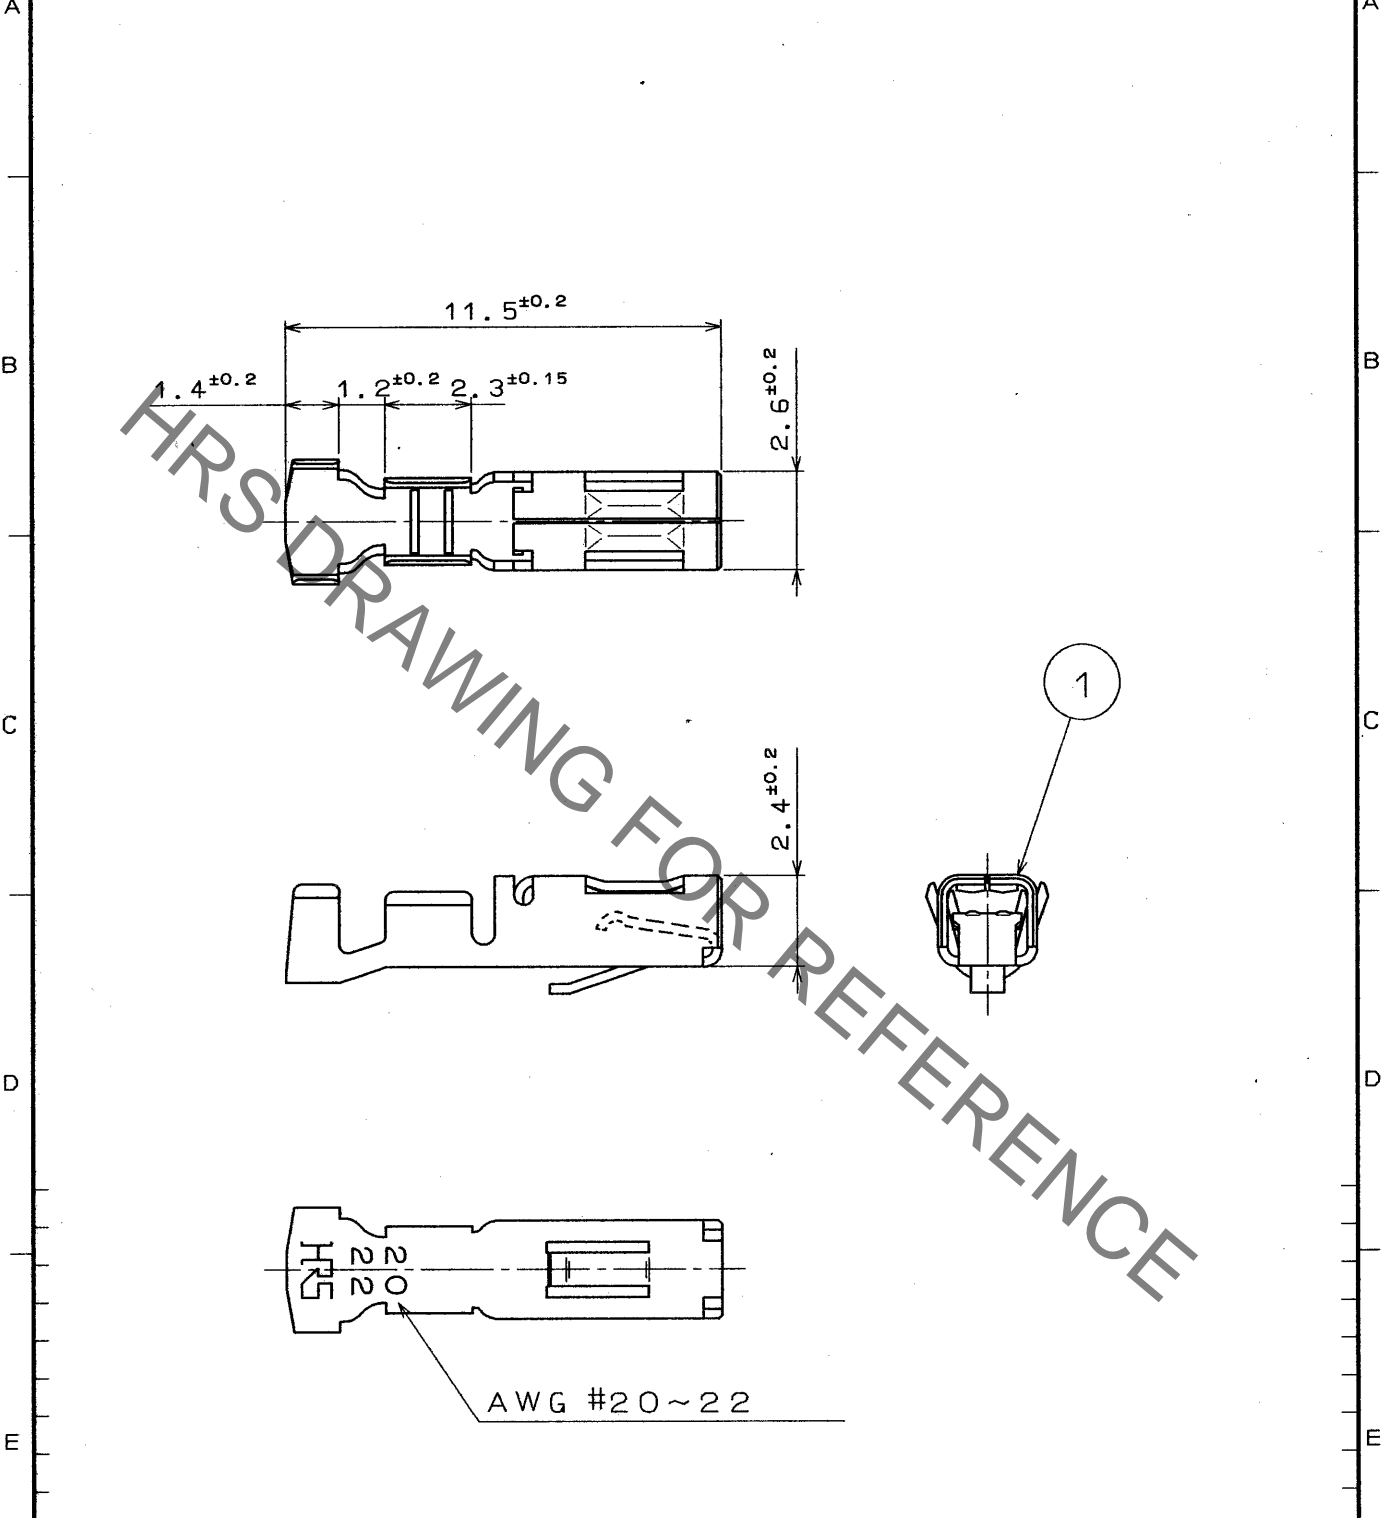 A A
11.5±0.2
1.4±0.2 1.2±0.2 2.3±0.15
2.6±0.2
B B
HRS DRAWING FOR REFERENCE
1
C C
2.4±0.2
D D
HRS
22
20
AWG #20~22
E E